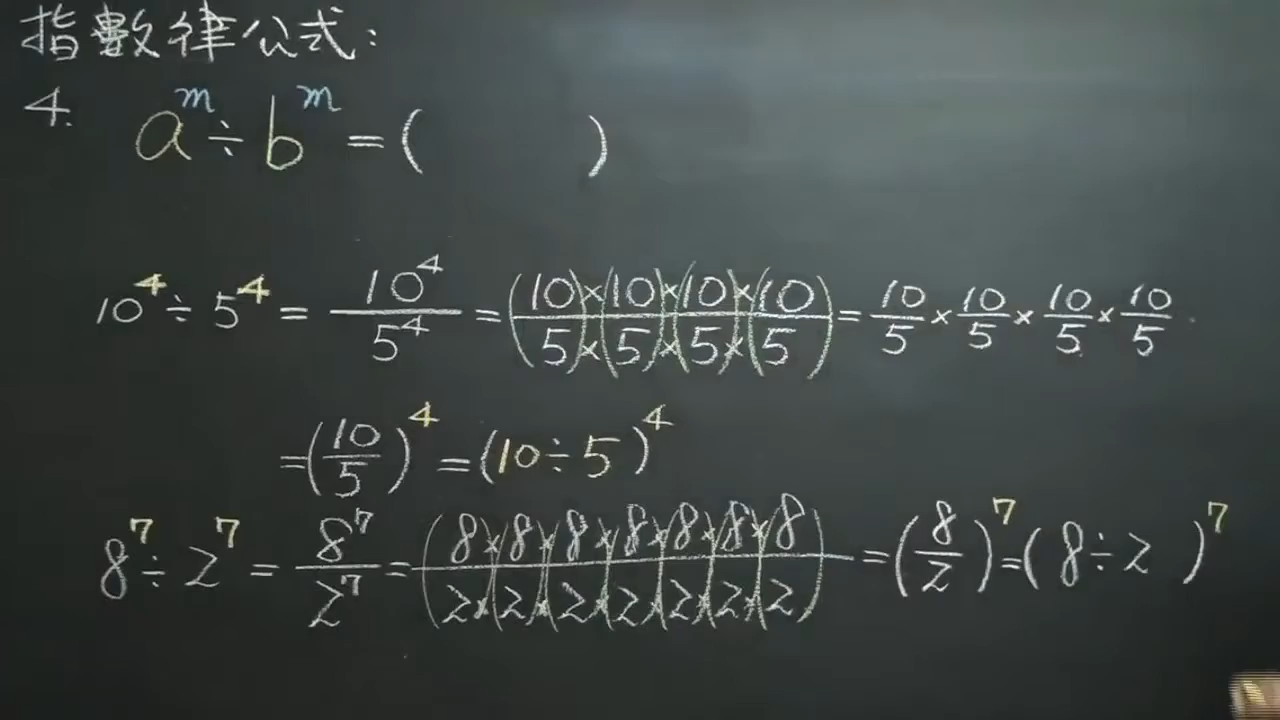 指數律公式:
4. a^m ÷ b^m = (          )
10^4 ÷ 5^4 = 10^4/5^4 = (10×10×10×10)/(5×5×5×5) = 10/5 × 10/5 × 10/5 × 10/5
= (10/5)^4 = (10÷5)^4
8^7 ÷ 2^7 = 8^7/2^7 = (8×8×8×8×8×8×8)/(2×2×2×2×2×2×2) = (8/2)^7 = (8÷2)^7